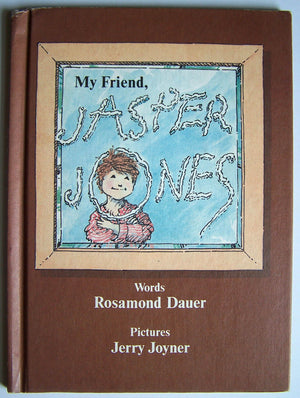 My Friend,
JASPER
JONES
Words
Rosamond Dauer
Pictures
Jerry Joyner